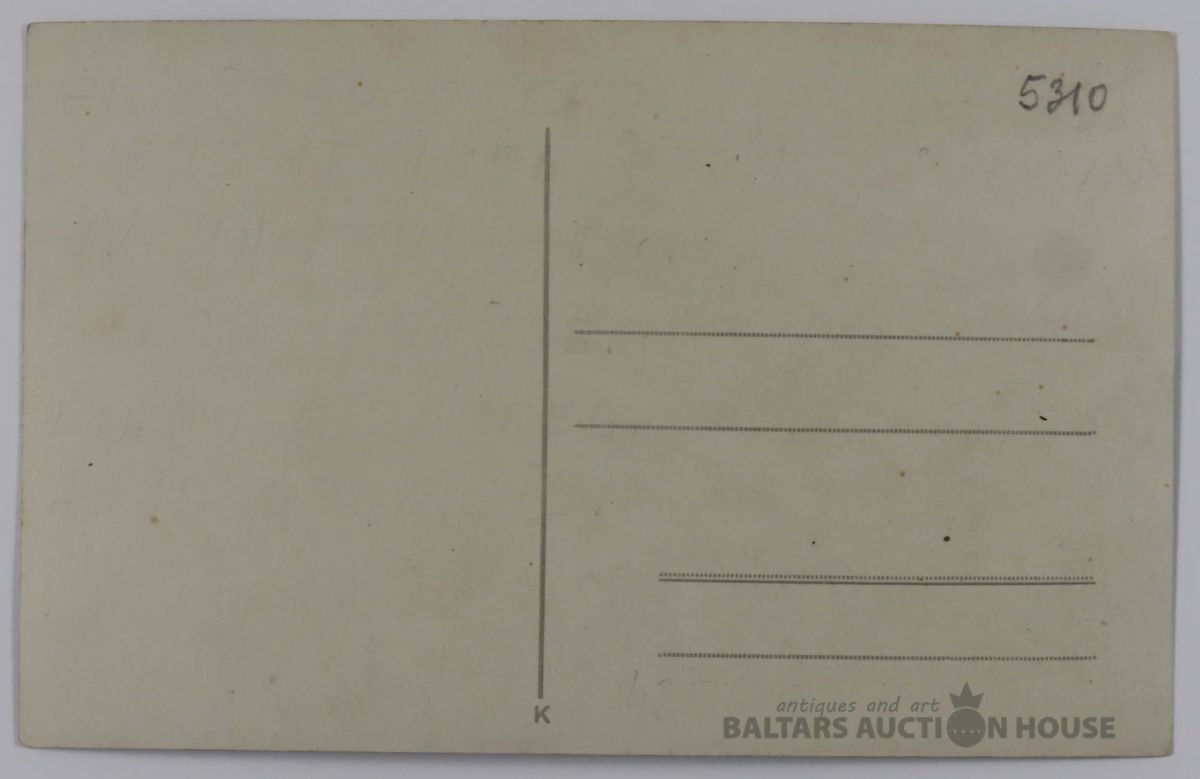 5310
K
antiques and art
BALTARS AUCTION HOUSE